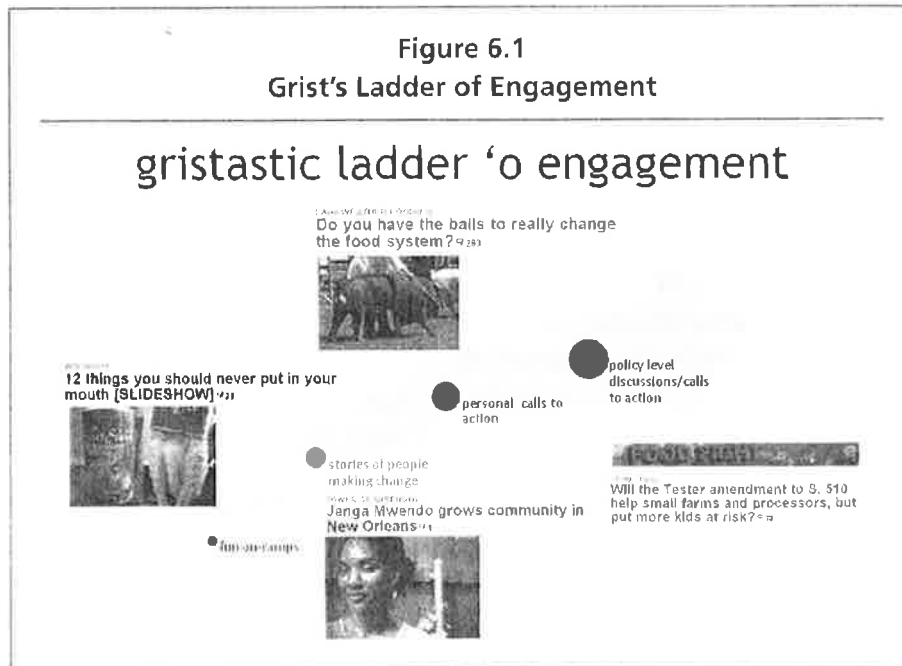 Figure 6.1
Grist's Ladder of Engagement
gristastic ladder ‘o engagement
Do you have the balls to really change
the food system?
12 things you should never put in your
mouth [SLIDESHOW]
policy level
discussions/calls
to action
personal calls to
action
stories of people
making change
Will the Tester amendment to S. 510
help small farms and processors, but
put more kids at risk?
Janga Mwendo grows community in
New Orleans
fun on-ramps